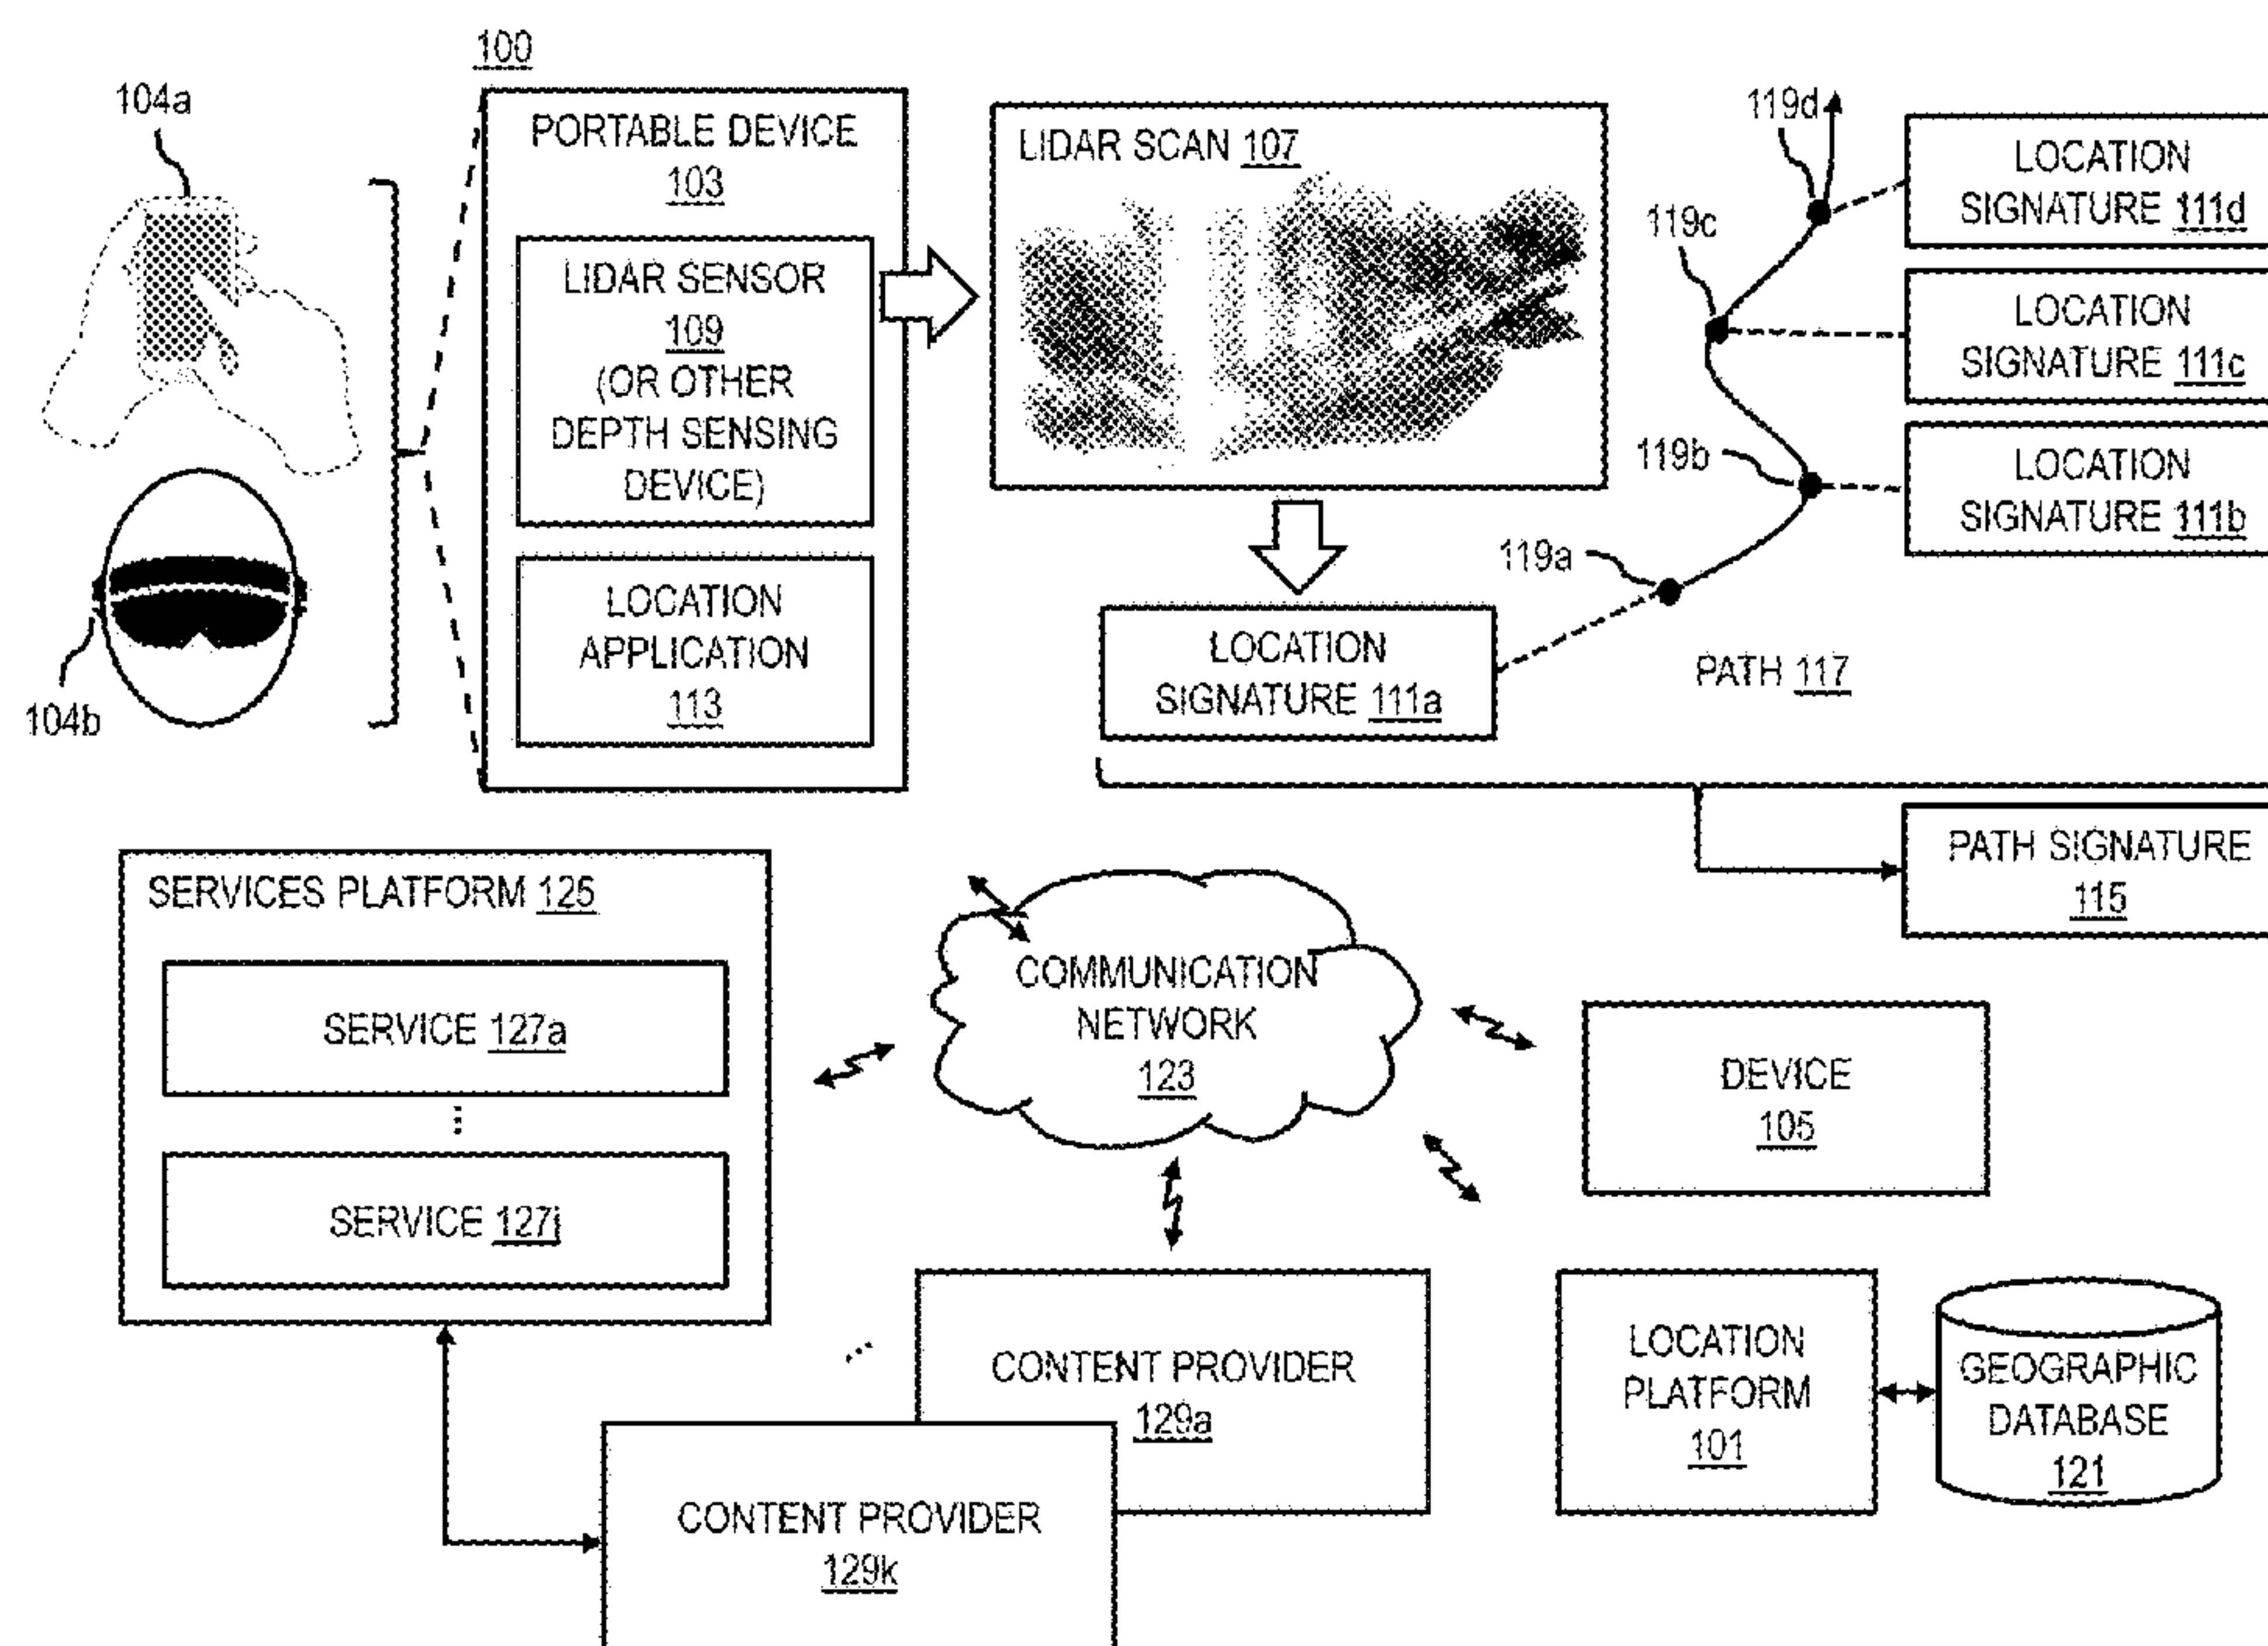 100
104a
104b
PORTABLE DEVICE
103
LIDAR SENSOR
109
(OR OTHER
DEPTH SENSING
DEVICE)
LOCATION
APPLICATION
113
LIDAR SCAN 107
119d
119c
119b
119a
LOCATION
SIGNATURE 111d
LOCATION
SIGNATURE 111c
LOCATION
SIGNATURE 111b
LOCATION
SIGNATURE 111a
PATH 117
PATH SIGNATURE
115
SERVICES PLATFORM 125
SERVICE 127a
⋮
SERVICE 127j
COMMUNICATION
NETWORK
123
DEVICE
105
...
CONTENT PROVIDER
129a
CONTENT PROVIDER
129k
LOCATION
PLATFORM
101
GEOGRAPHIC
DATABASE
121